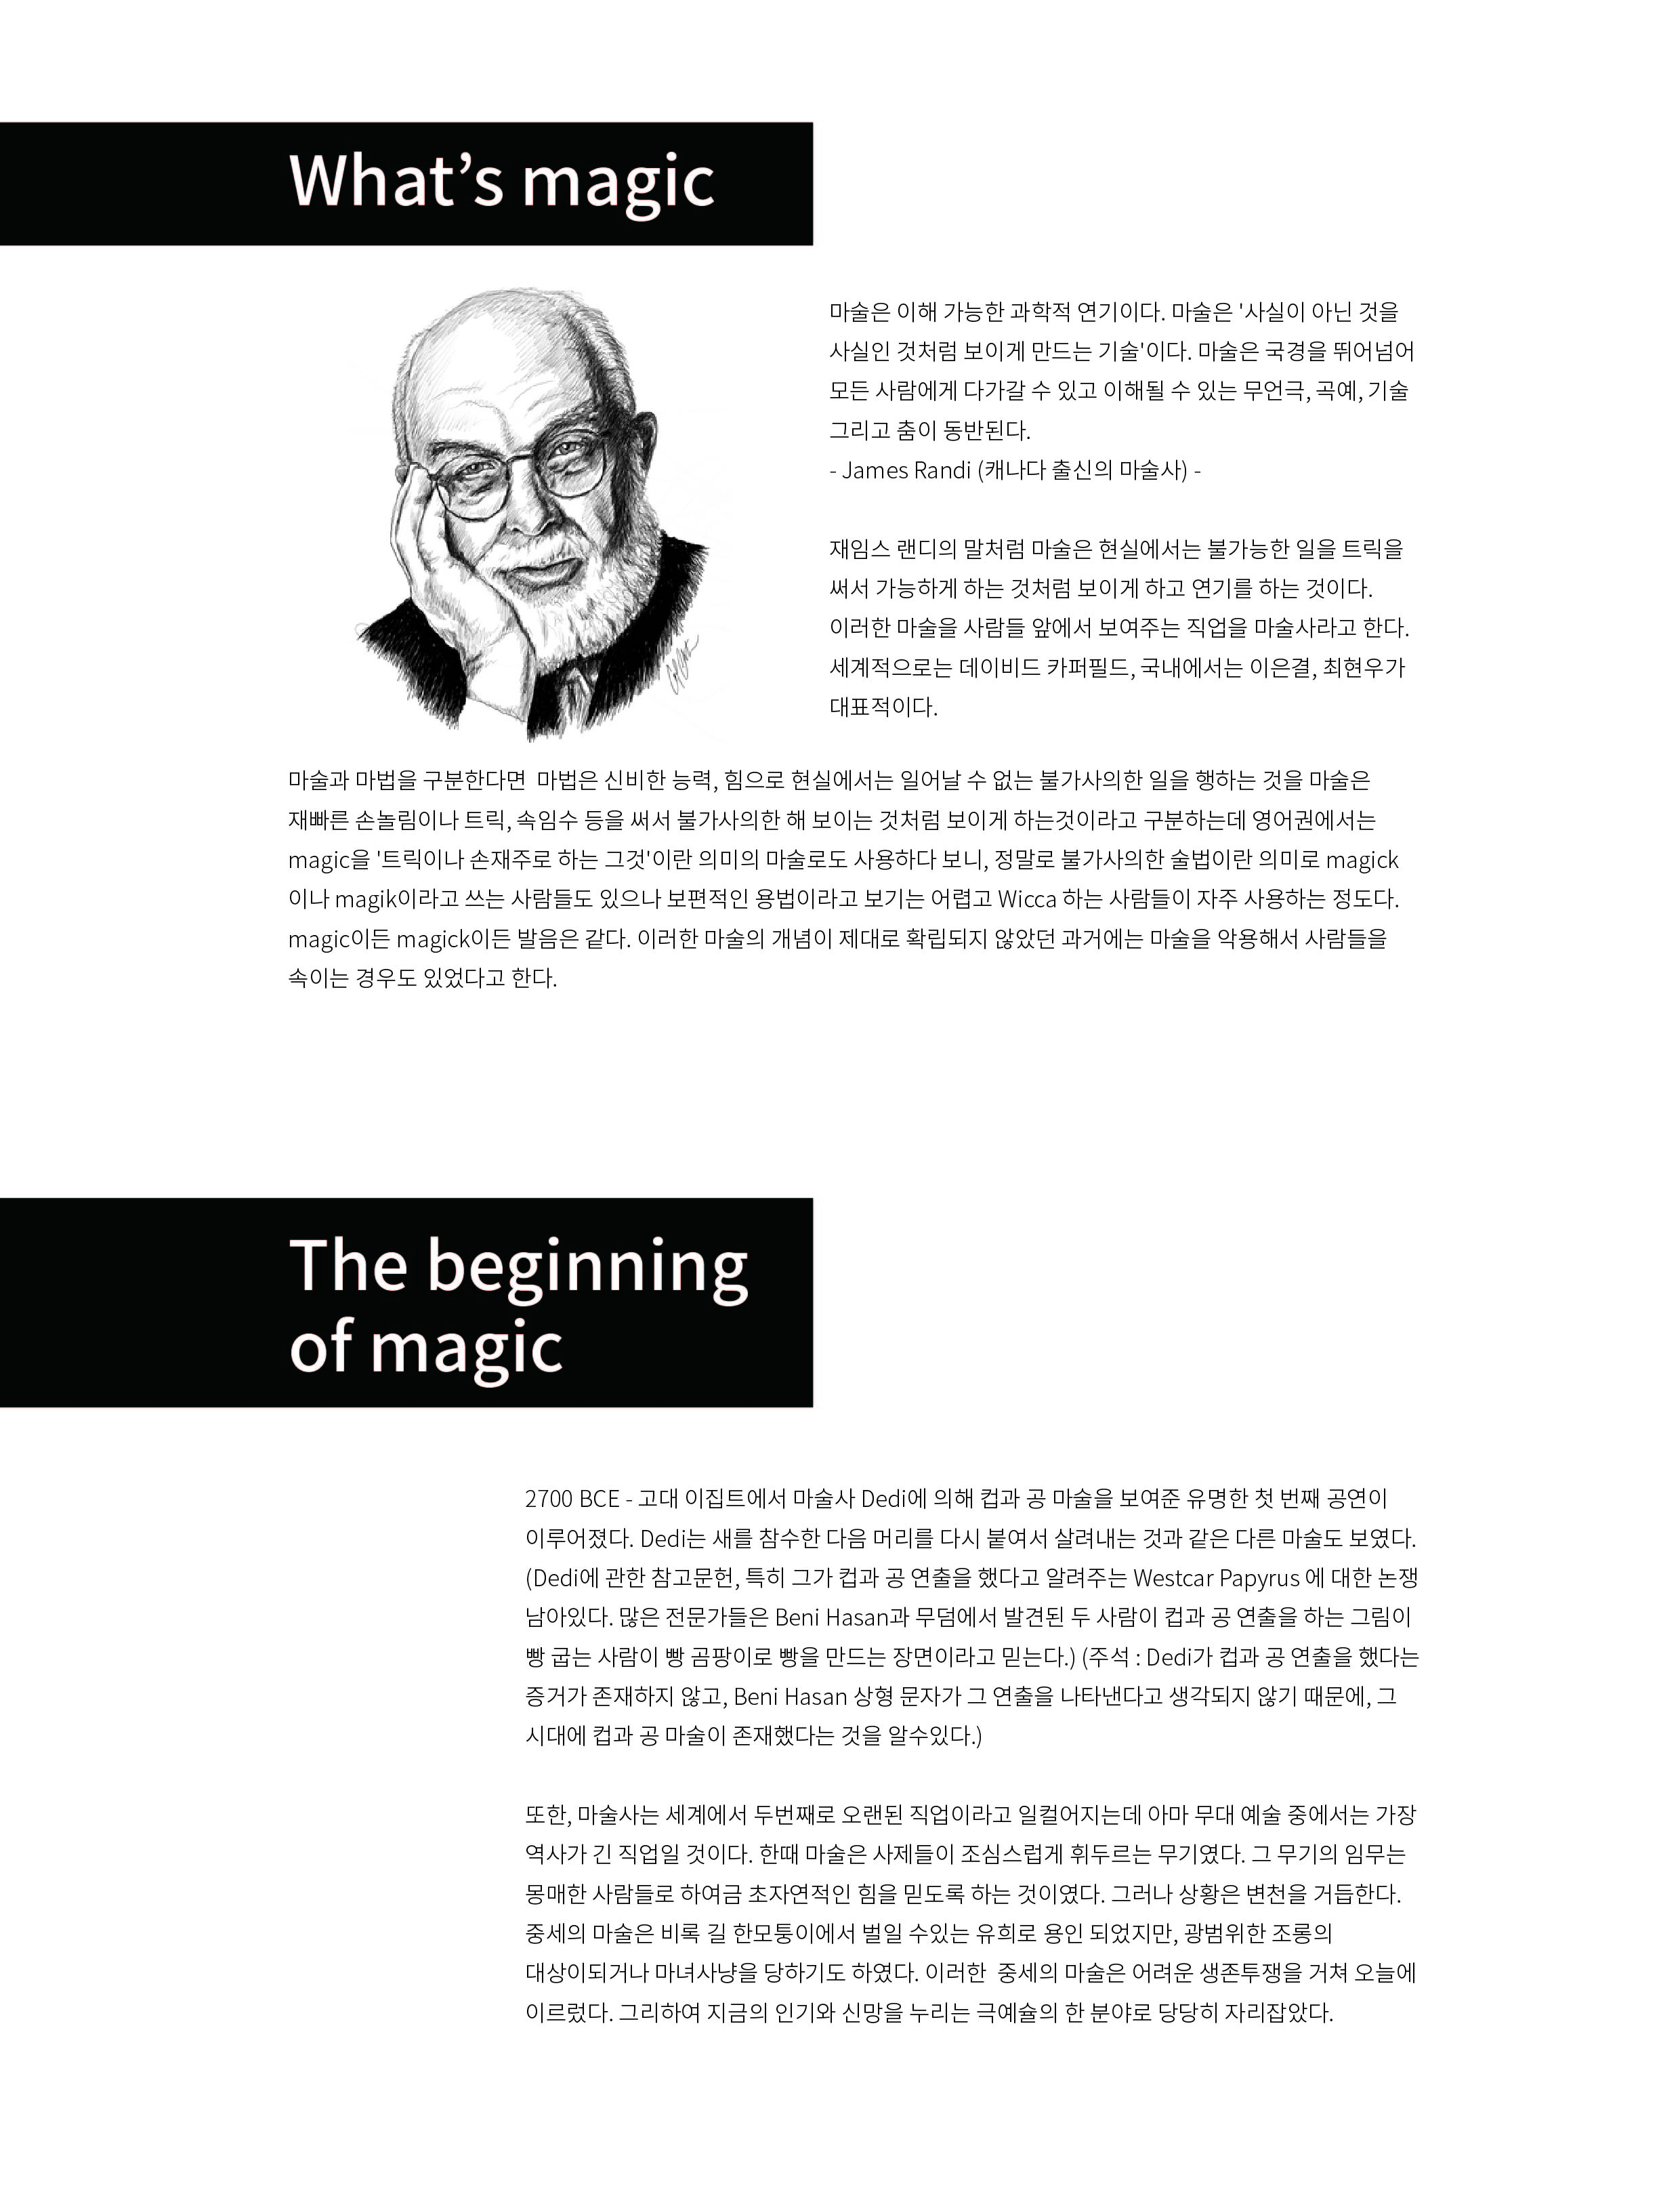 What’s magic
마술은 이해 가능한 과학적 연기이다. 마술은 '사실이 아닌 것을
사실인 것처럼 보이게 만드는 기술'이다. 마술은 국경을 뛰어넘어
모든 사람에게 다가갈 수 있고 이해될 수 있는 무언극, 곡예, 기술
그리고 춤이 동반된다.
- James Randi (캐나다 출신의 마술사) -
재임스 랜디의 말처럼 마술은 현실에서는 불가능한 일을 트릭을
써서 가능하게 하는 것처럼 보이게 하고 연기를 하는 것이다.
이러한 마술을 사람들 앞에서 보여주는 직업을 마술사라고 한다.
세계적으로는 데이비드 카퍼필드, 국내에서는 이은결, 최현우가
대표적이다.
마술과 마법을 구분한다면  마법은 신비한 능력, 힘으로 현실에서는 일어날 수 없는 불가사의한 일을 행하는 것을 마술은
재빠른 손놀림이나 트릭, 속임수 등을 써서 불가사의한 해 보이는 것처럼 보이게 하는것이라고 구분하는데 영어권에서는
magic을 '트릭이나 손재주로 하는 그것'이란 의미의 마술로도 사용하다 보니, 정말로 불가사의한 술법이란 의미로 magick
이나 magik이라고 쓰는 사람들도 있으나 보편적인 용법이라고 보기는 어렵고 Wicca 하는 사람들이 자주 사용하는 정도다.
magic이든 magick이든 발음은 같다. 이러한 마술의 개념이 제대로 확립되지 않았던 과거에는 마술을 악용해서 사람들을
속이는 경우도 있었다고 한다.
The beginning
of magic
2700 BCE - 고대 이집트에서 마술사 Dedi에 의해 컵과 공 마술을 보여준 유명한 첫 번째 공연이
이루어졌다. Dedi는 새를 참수한 다음 머리를 다시 붙여서 살려내는 것과 같은 다른 마술도 보였다.
(Dedi에 관한 참고문헌, 특히 그가 컵과 공 연출을 했다고 알려주는 Westcar Papyrus 에 대한 논쟁
남아있다. 많은 전문가들은 Beni Hasan과 무덤에서 발견된 두 사람이 컵과 공 연출을 하는 그림이
빵 굽는 사람이 빵 곰팡이로 빵을 만드는 장면이라고 믿는다.) (주석 : Dedi가 컵과 공 연출을 했다는
증거가 존재하지 않고, Beni Hasan 상형 문자가 그 연출을 나타낸다고 생각되지 않기 때문에, 그
시대에 컵과 공 마술이 존재했다는 것을 알수있다.)
또한, 마술사는 세계에서 두번째로 오랜된 직업이라고 일컬어지는데 아마 무대 예술 중에서는 가장
역사가 긴 직업일 것이다. 한때 마술은 사제들이 조심스럽게 휘두르는 무기였다. 그 무기의 임무는
몽매한 사람들로 하여금 초자연적인 힘을 믿도록 하는 것이였다. 그러나 상황은 변천을 거듭한다.
중세의 마술은 비록 길 한모퉁이에서 벌일 수있는 유희로 용인 되었지만, 광범위한 조롱의
대상이되거나 마녀사냥을 당하기도 하였다. 이러한  중세의 마술은 어려운 생존투쟁을 거쳐 오늘에
이르렀다. 그리하여 지금의 인기와 신망을 누리는 극예슐의 한 분야로 당당히 자리잡았다.